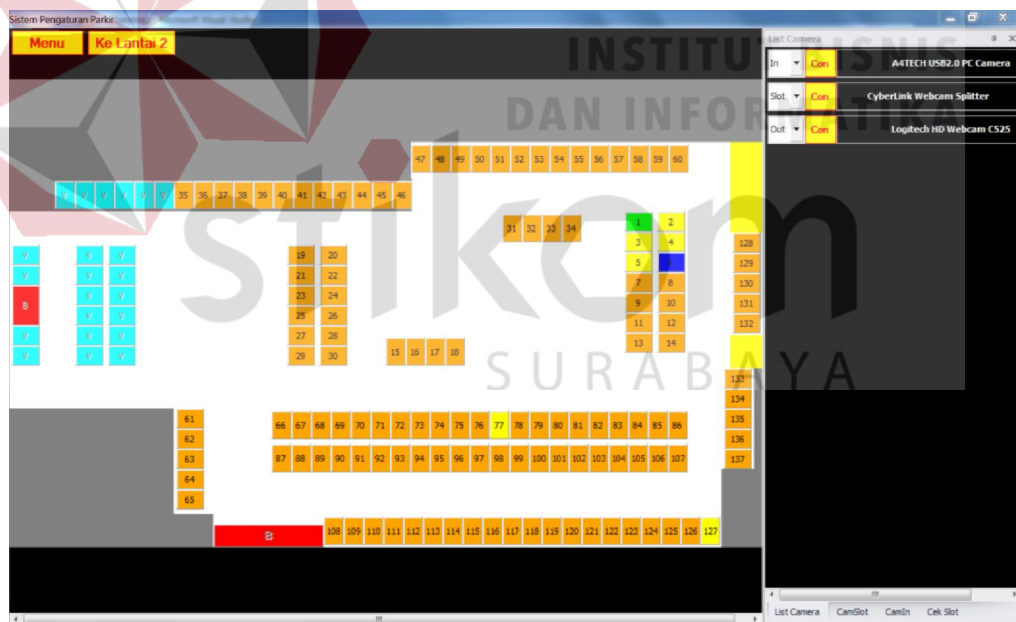 Sistem Pengaturan Parkir
Menu Ke Lantai 2
List Camera
In Con A4TECH USB2.0 PC Camera
Slot Con CyberLink Webcam Splitter
Out Con Logitech HD Webcam C525
INSTITUT BISNIS
DAN INFORMATIKA
stikom
SURABAYA
47 48 49 50 51 52 53 54 55 56 57 58 59 60
V V V V V V 35 36 37 38 39 40 41 42 43 44 45 46
31 32 33 34
1 2
3 4
5
7 8
9 10
11 12
13 14
128
129
130
131
132
V V V 19 20
V V V 21 22
B V V 23 24
V V 25 26
V V V 27 28
V V V 29 30
15 16 17 18
133
134
135
136
137
61
62
63
64
65
66 67 68 69 70 71 72 73 74 75 76 77 78 79 80 81 82 83 84 85 86
87 88 89 90 91 92 93 94 95 96 97 98 99 100 101 102 103 104 105 106 107
B 108 109 110 111 112 113 114 115 116 117 118 119 120 121 122 123 124 125 126 127
List Camera CamSlot CamIn Cek Slot